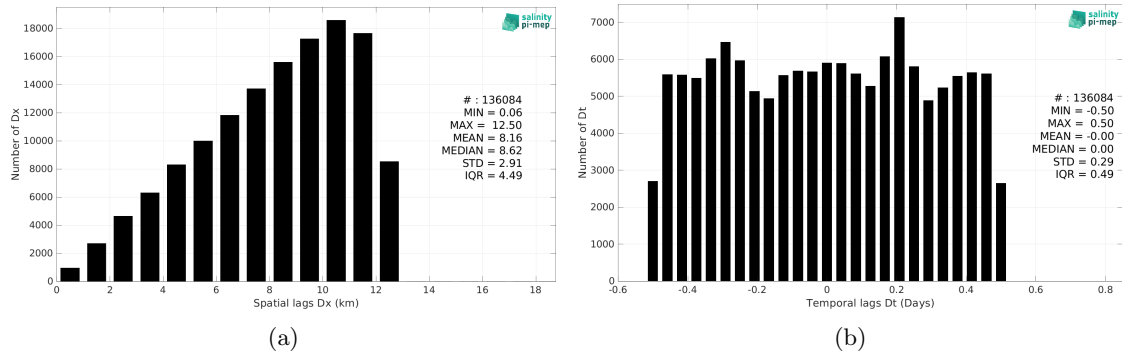 18000
16000
14000
12000
10000
8000
6000
4000
2000
0
Number of Dx
salinity
pi-mep
# : 136084
MIN = 0.06
MAX = 12.50
MEAN = 8.16
MEDIAN = 8.62
STD = 2.91
IQR = 4.49
0 2 4 6 8 10 12 14 16 18
Spatial lags Dx (km)
(a)
7000
6000
5000
4000
3000
2000
1000
0
Number of Dt
salinity
pi-mep
# : 136084
MIN = -0.50
MAX = 0.50
MEAN = -0.00
MEDIAN = 0.00
STD = 0.29
IQR = 0.49
-0.6 -0.4 -0.2 0 0.2 0.4 0.6 0.8
Temporal lags Dt (Days)
(b)